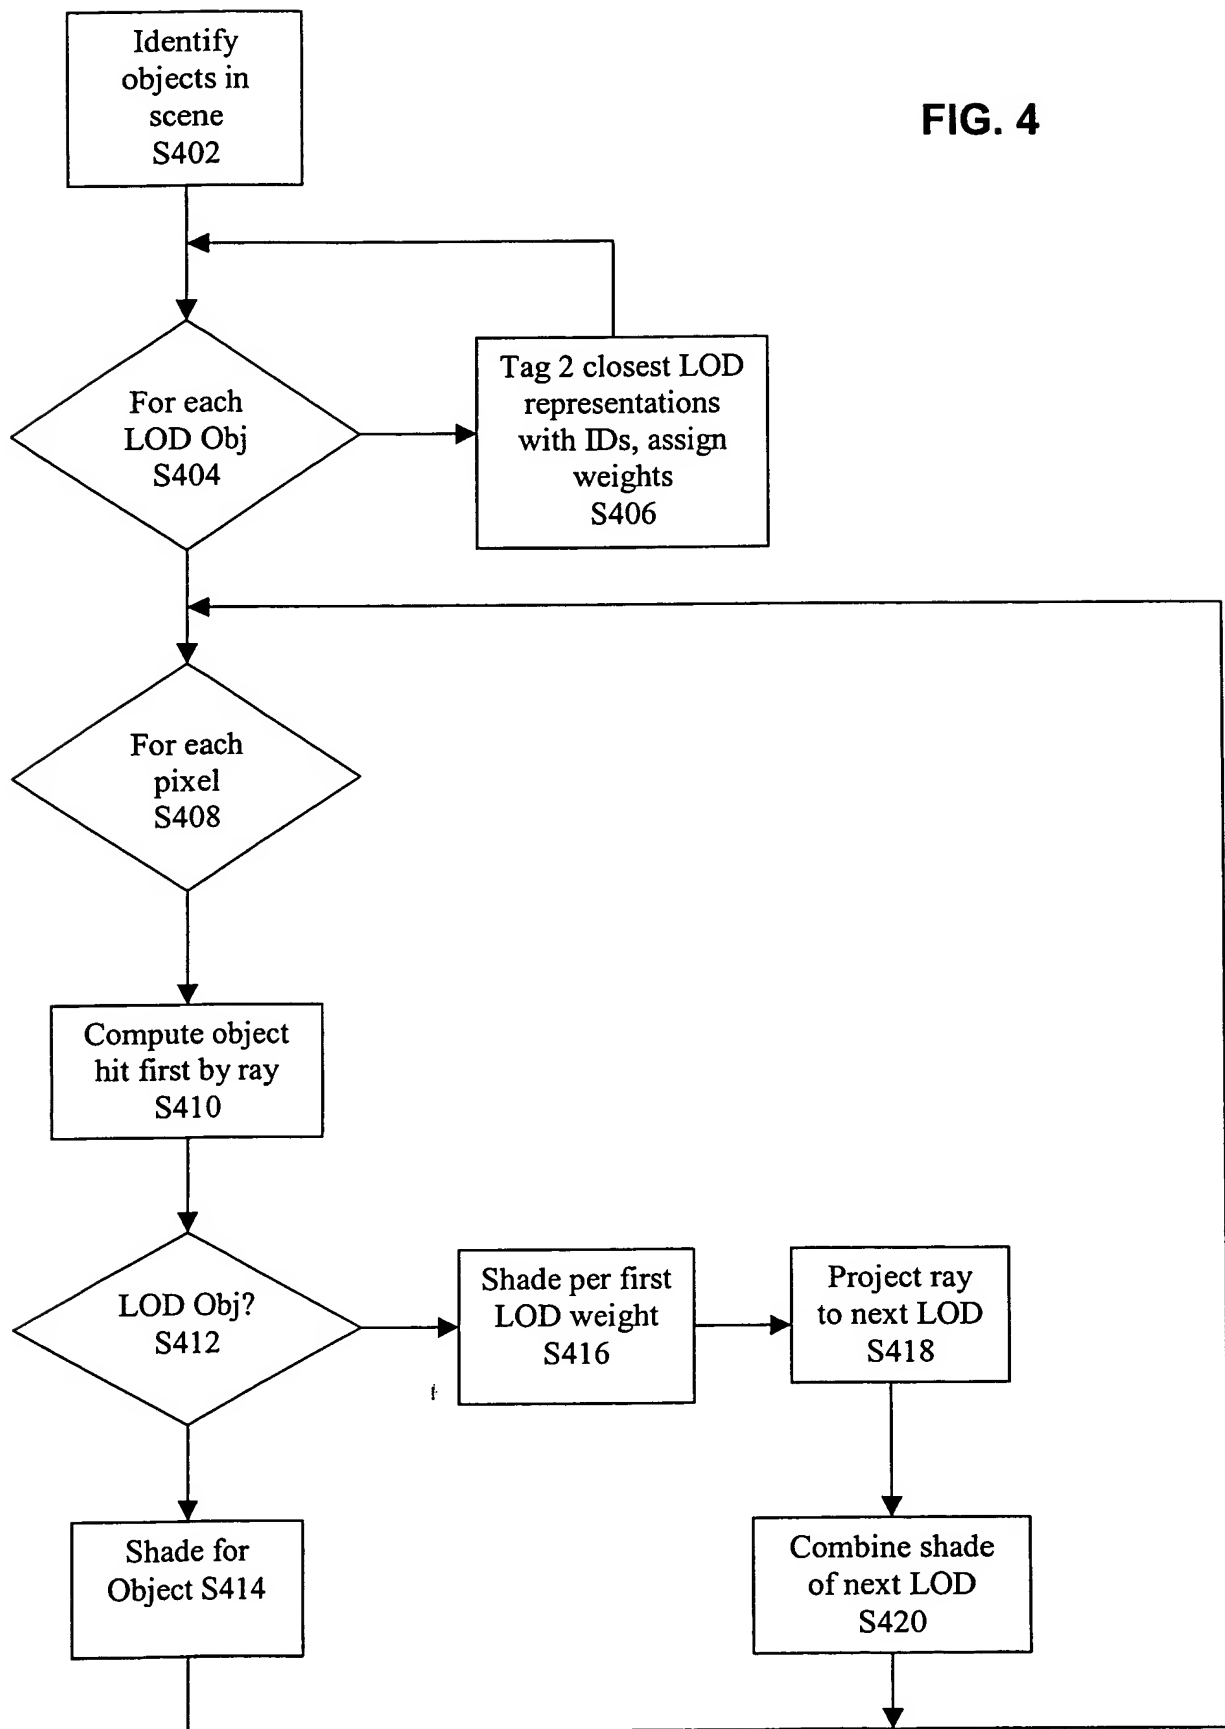 Identify
objects in
scene
S402
FIG. 4
For each
LOD Obj
S404
Tag 2 closest LOD
representations
with IDs, assign
weights
S406
For each
pixel
S408
Compute object
hit first by ray
S410
LOD Obj?
S412
Shade per first
LOD weight
S416
Project ray
to next LOD
S418
Shade for
Object S414
Combine shade
of next LOD
S420